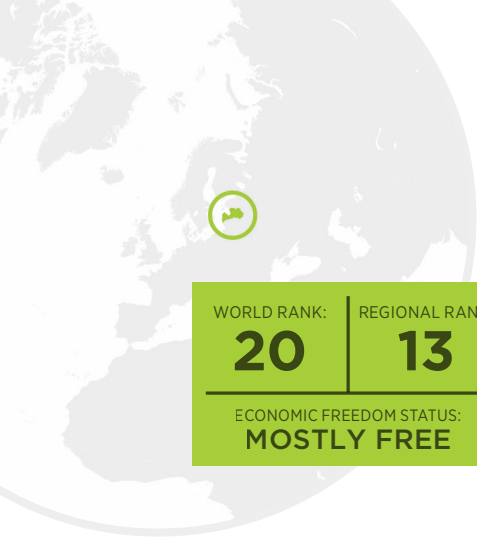 WORLD RANK: REGIONAL RAN
20 13
ECONOMIC FREEDOM STATUS:
MOSTLY FREE